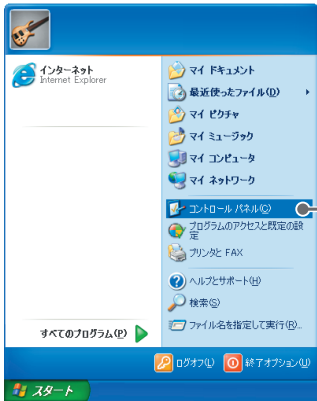 インターネット
Internet Explorer
すべてのプログラム(P)
マイ ドキュメント
最近使ったファイル(D)
マイ ピクチャ
マイ ミュージック
マイ コンピュータ
マイ ネットワーク
コントロール パネル(C)
プログラムのアクセスと既定の設
定
プリンタと FAX
ヘルプとサポート(H)
検索(S)
ファイル名を指定して実行(R)...
ログオフ(L)
終了オプション(U)
スタート